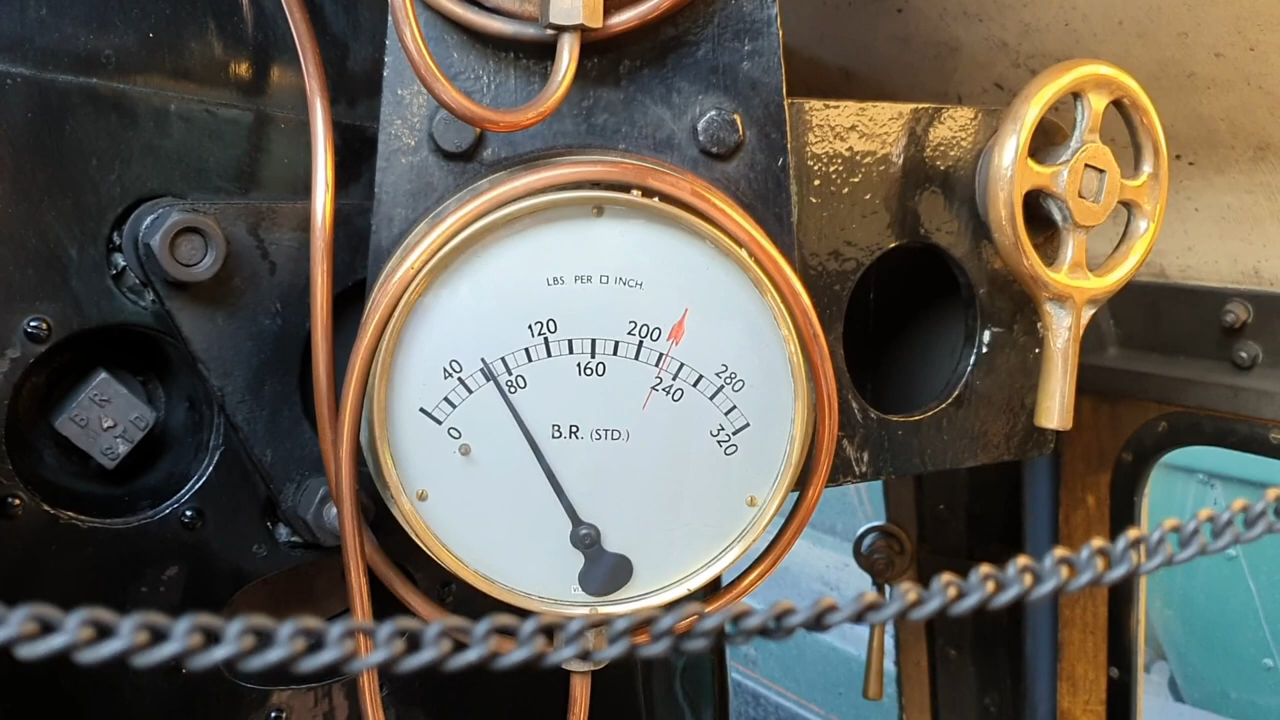 LBS. PER □ INCH.
0 40 80 120 160 200 240 280 320
B.R. (STD.)
B R
STD